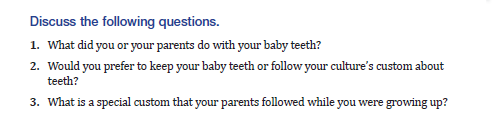 Discuss the following questions.
1. What did you or your parents do with your baby teeth?
2. Would you prefer to keep your baby teeth or follow your culture's custom about
teeth?
3. What is a special custom that your parents followed while you were growing up?